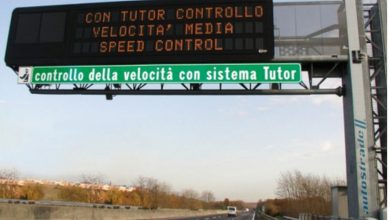 CON TUTOR CONTROLLO
VELOCITA' MEDIA
SPEED CONTROL
controllo della velocità con sistema Tutor
autostrade